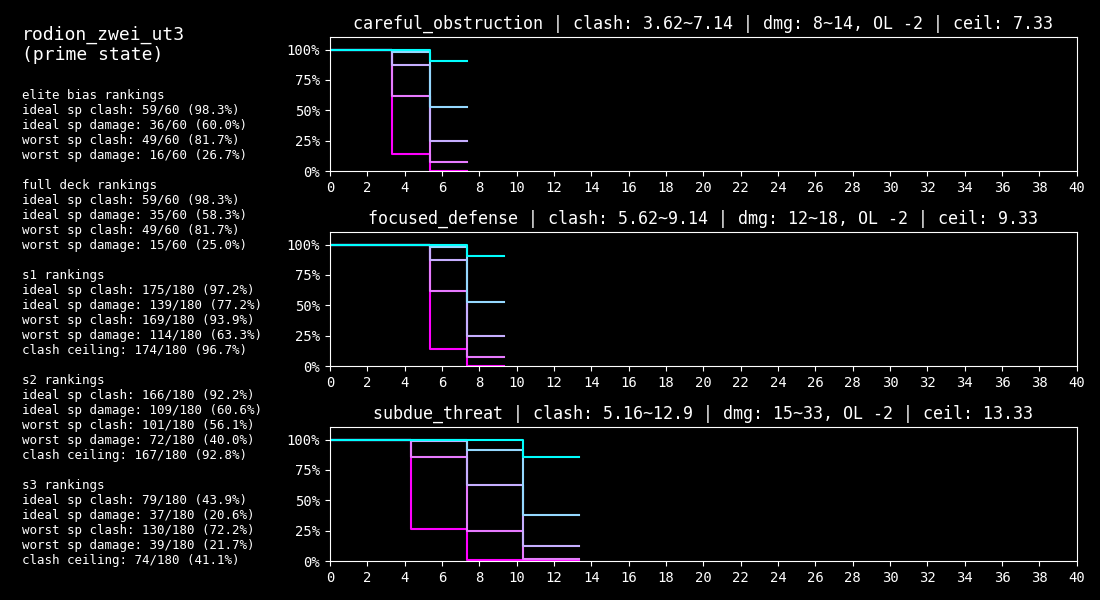 rodion_zwei_ut3
(prime state)
elite bias rankings
ideal sp clash: 59/60 (98.3%)
ideal sp damage: 36/60 (60.0%)
worst sp clash: 49/60 (81.7%)
worst sp damage: 16/60 (26.7%)
full deck rankings
ideal sp clash: 59/60 (98.3%)
ideal sp damage: 35/60 (58.3%)
worst sp clash: 49/60 (81.7%)
worst sp damage: 15/60 (25.0%)
s1 rankings
ideal sp clash: 175/180 (97.2%)
ideal sp damage: 139/180 (77.2%)
worst sp clash: 169/180 (93.9%)
worst sp damage: 114/180 (63.3%)
clash ceiling: 174/180 (96.7%)
s2 rankings
ideal sp clash: 166/180 (92.2%)
ideal sp damage: 109/180 (60.6%)
worst sp clash: 101/180 (56.1%)
worst sp damage: 72/180 (40.0%)
clash ceiling: 167/180 (92.8%)
s3 rankings
ideal sp clash: 79/180 (43.9%)
ideal sp damage: 37/180 (20.6%)
worst sp clash: 130/180 (72.2%)
worst sp damage: 39/180 (21.7%)
clash ceiling: 74/180 (41.1%)
careful_obstruction | clash: 3.62~7.14 | dmg: 8~14, OL -2 | ceil: 7.33
100%
75%
50%
25%
0%
0 2 4 6 8 10 12 14 16 18 20 22 24 26 28 30 32 34 36 38 40
focused_defense | clash: 5.62~9.14 | dmg: 12~18, OL -2 | ceil: 9.33
100%
75%
50%
25%
0%
0 2 4 6 8 10 12 14 16 18 20 22 24 26 28 30 32 34 36 38 40
subdue_threat | clash: 5.16~12.9 | dmg: 15~33, OL -2 | ceil: 13.33
100%
75%
50%
25%
0%
0 2 4 6 8 10 12 14 16 18 20 22 24 26 28 30 32 34 36 38 40